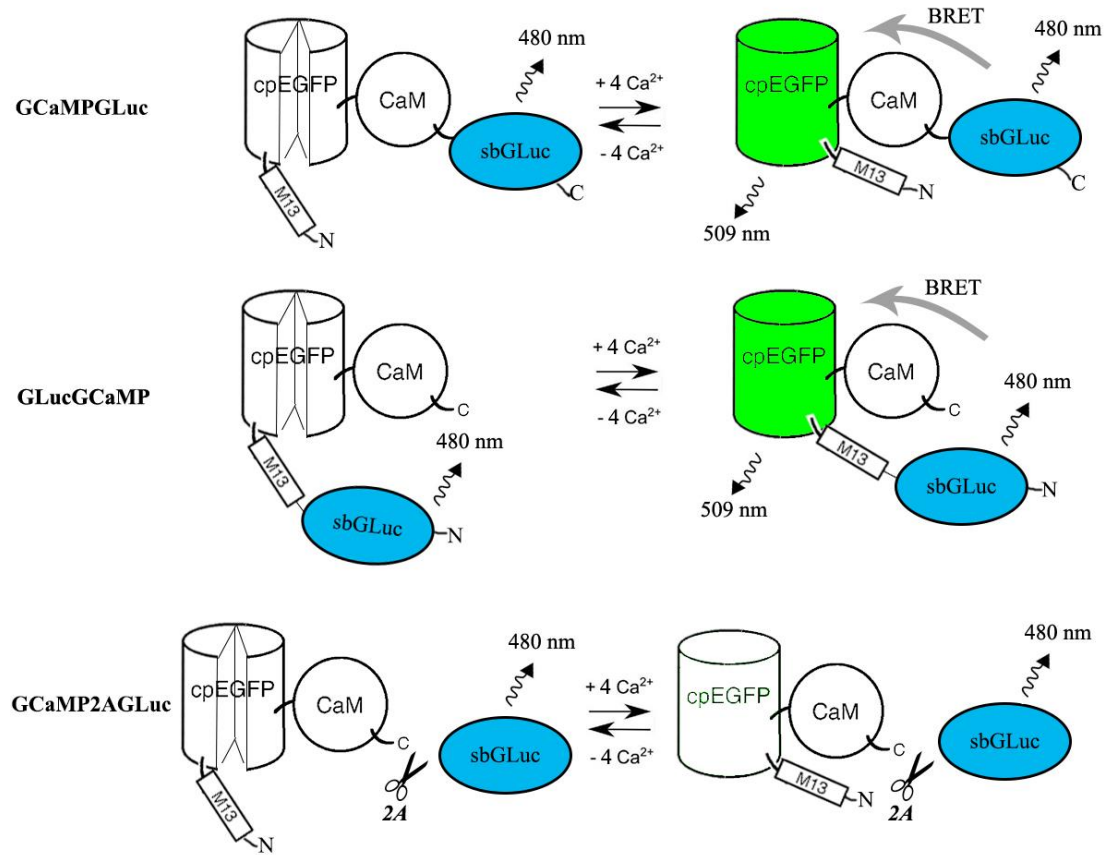 GCaMPGLuc
cpEGFP
CaM
480 nm
sbGLuc
C
M13
N
+ 4 Ca²⁺
- 4 Ca²⁺
BRET
480 nm
cpEGFP
CaM
sbGLuc
C
M13
N
509 nm
GLucGCaMP
cpEGFP
CaM
C
480 nm
M13
sbGLuc
N
+ 4 Ca²⁺
- 4 Ca²⁺
BRET
cpEGFP
CaM
C
480 nm
M13
sbGLuc
N
509 nm
GCaMP2AGLuc
cpEGFP
CaM
C
480 nm
sbGLuc
2A
M13
N
+ 4 Ca²⁺
- 4 Ca²⁺
cpEGFP
CaM
C
480 nm
sbGLuc
2A
M13
N